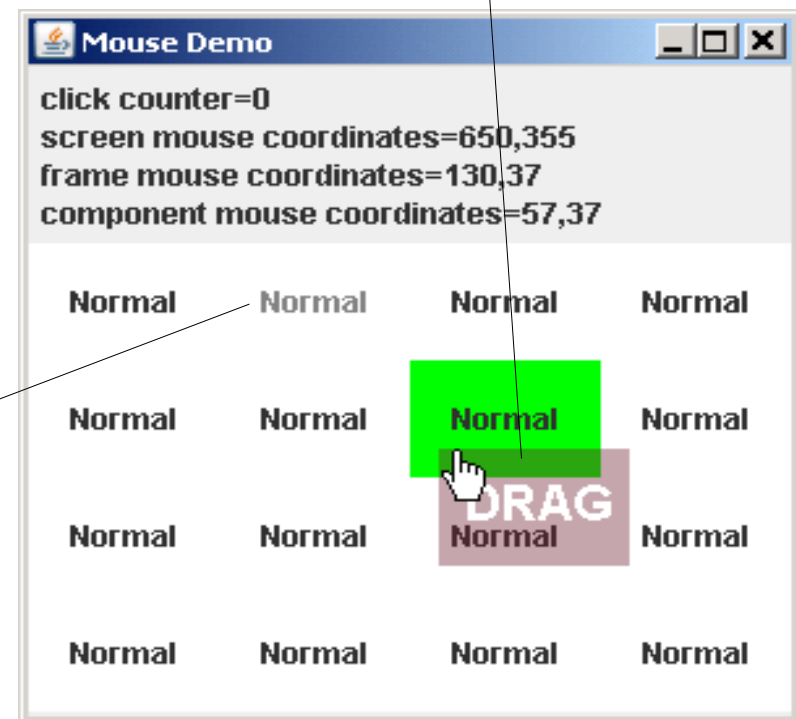 Mouse Demo
click counter=0
screen mouse coordinates=650,355
frame mouse coordinates=130,37
component mouse coordinates=57,37
Normal Normal Normal Normal
Normal Normal Normal Normal
DRAG
Normal Normal Normal Normal
Normal Normal Normal Normal